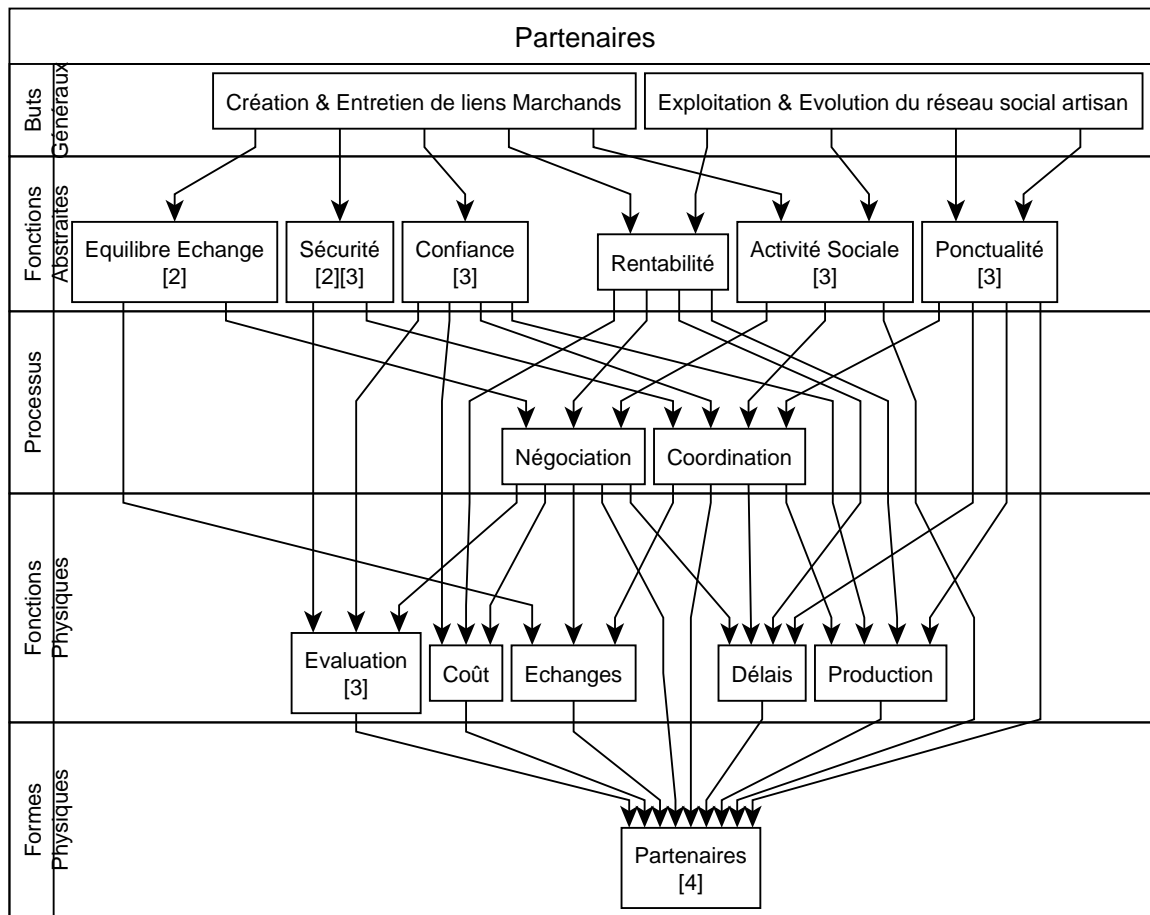 Partenaires
Buts
Généraux
Création & Entretien de liens Marchands
Exploitation & Evolution du réseau social artisan
Fonctions
Abstraites
Equilibre Echange
[2]
Sécurité
[2][3]
Confiance
[3]
Rentabilité
Activité Sociale
[3]
Ponctualité
[3]
Processus
Négociation
Coordination
Fonctions
Physiques
Evaluation
[3]
Coût
Echanges
Délais
Production
Formes
Physiques
Partenaires
[4]